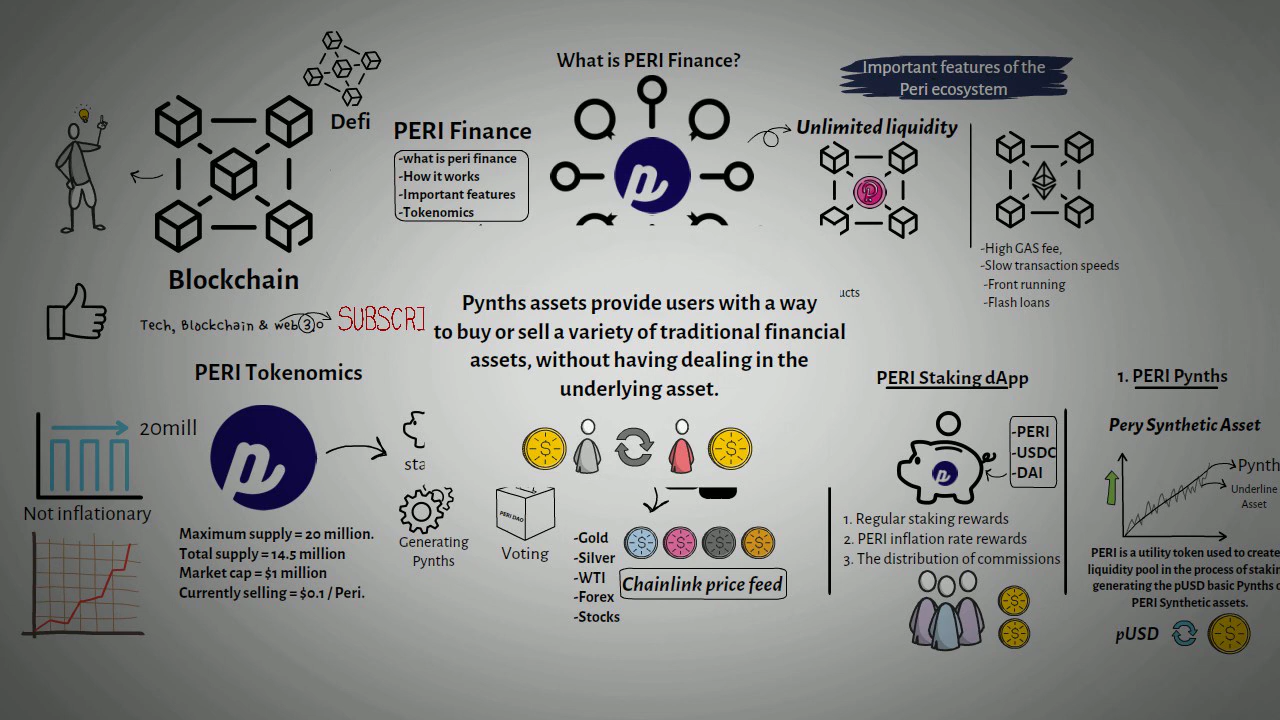 Defi
Blockchain
Tech, Blockchain & web 3.0
SUBSCRI
PERI Finance
-what is peri finance
-How it works
-Important features
-Tokenomics
What is PERI Finance?
p
Important features of the
Peri ecosystem
Unlimited liquidity
-High GAS fee,
-Slow transaction speeds
-Front running
-Flash loans
ucts
Pynths assets provide users with a way
to buy or sell a variety of traditional financial
assets, without having dealing in the
underlying asset.
PERI Tokenomics
20mill
Not inflationary
p
Maximum supply = 20 million.
Total supply = 14.5 million
Market cap = $1 million
Currently selling = $0.1 / Peri.
sta
Generating
Pynths
PERI DAO
Voting
-Gold
-Silver
-WTI
-Forex
-Stocks
Chainlink price feed
PERI Staking dApp
p
-PERI
-USDC
-DAI
1. Regular staking rewards
2. PERI inflation rate rewards
3. The distribution of commissions
1. PERI Pynths
Pery Synthetic Asset
Pynth
Underline
Asset
PERI is a utility token used to create
liquidity pool in the process of stakin
generating the pUSD basic Pynths o
PERI Synthetic assets.
pUSD